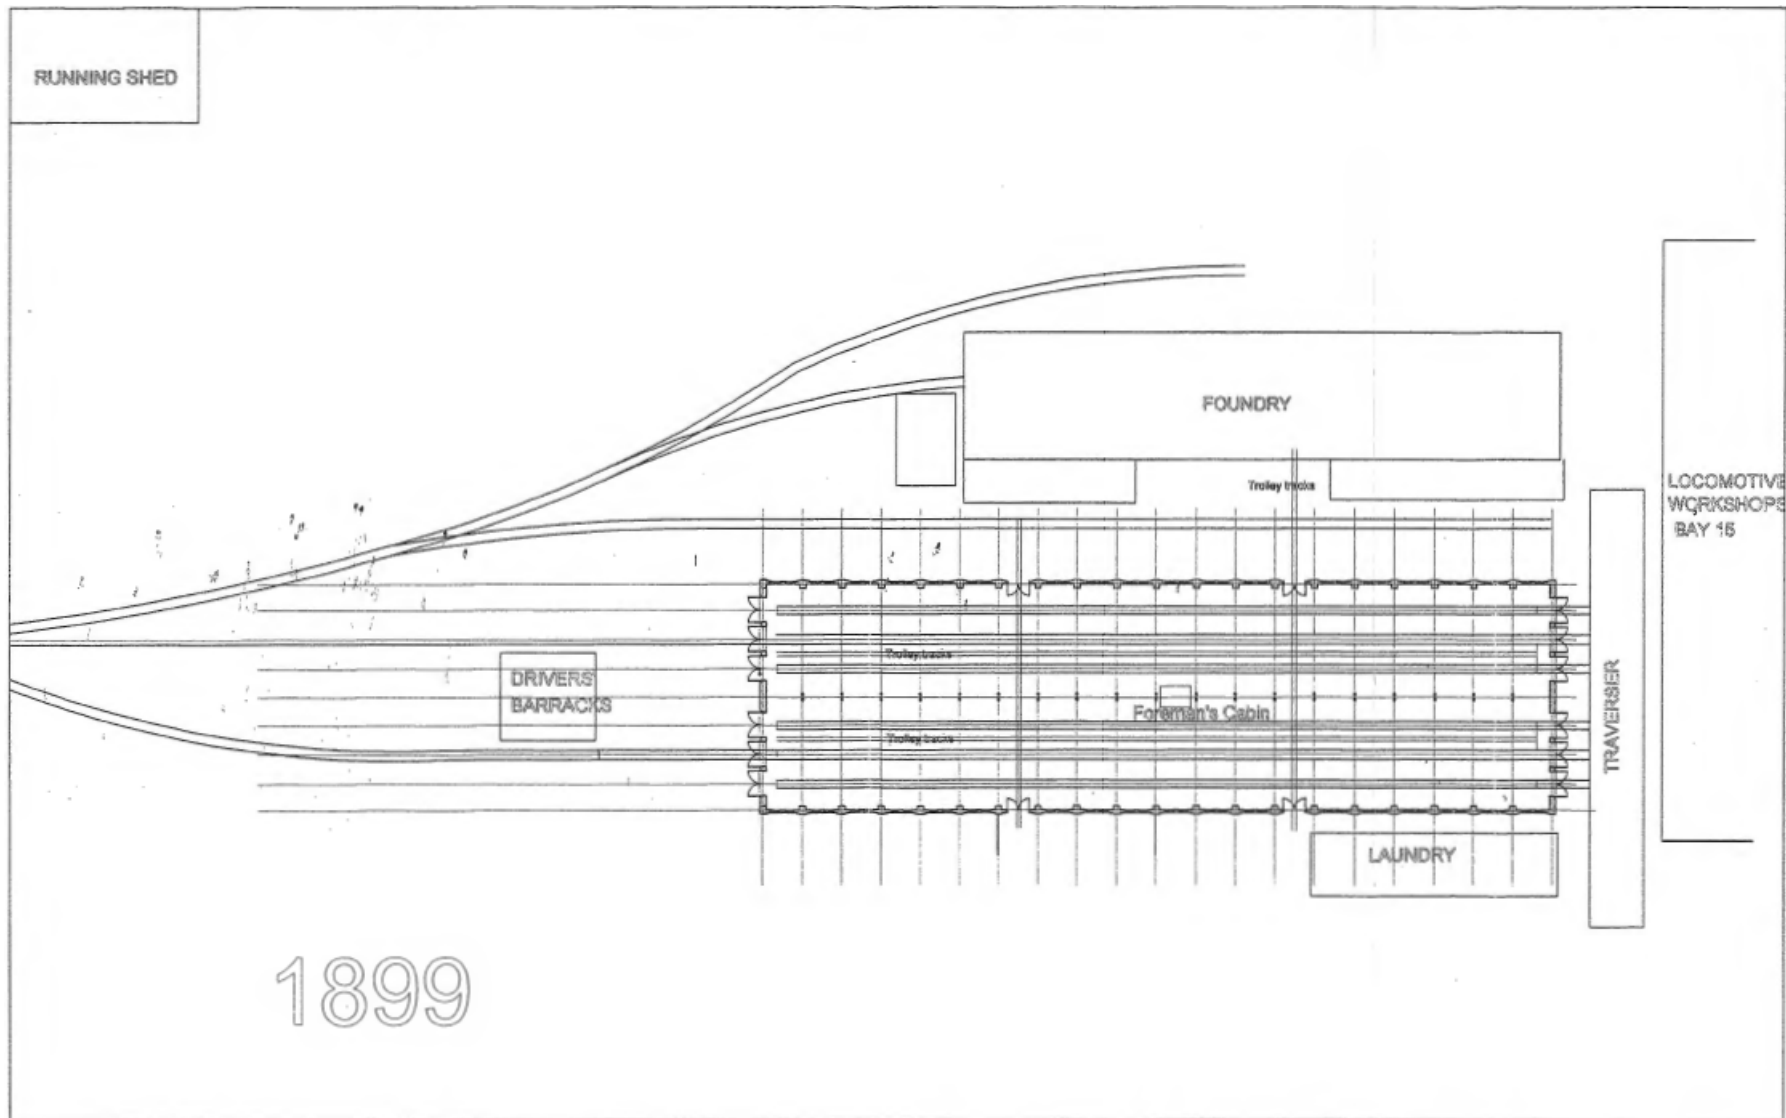 RUNNING SHED
FOUNDRY
Trolley tracks
LOCOMOTIVE
WORKSHOPS
BAY 15
Trolley tracks
DRIVERS'
BARRACKS
Foreman's Cabin
Trolley tracks
TRAVERSER
LAUNDRY
1899